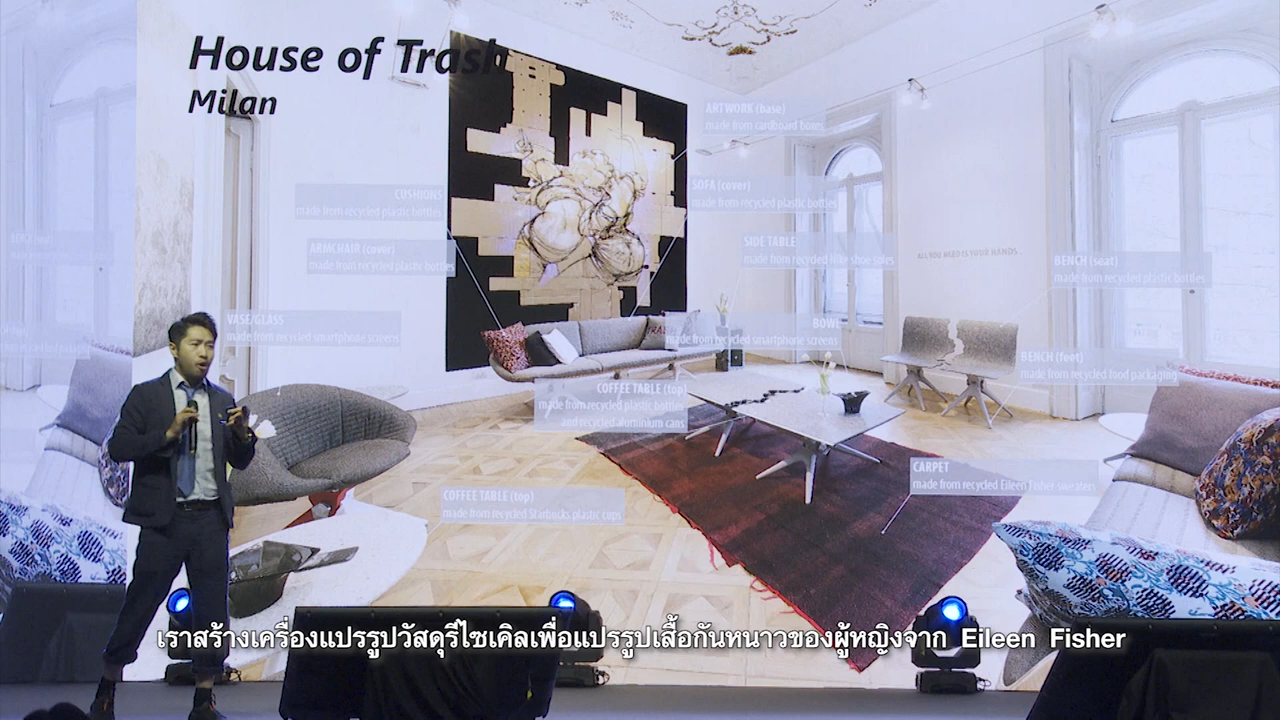 House of Trash
Milan
ARTWORK (base)
made from cardboard boxes
CUSHIONS
made from recycled plastic bottles
SOFA (cover)
made from recycled plastic bottles
ARMCHAIR (cover)
made from recycled plastic bottles
SIDE TABLE
made from recycled Nike shoe soles
ALL YOU NEED IS YOUR HANDS
BENCH (seat)
made from recycled plastic bottles
VASE/GLASS
made from recycled smartphone screens
BOWL
made from recycled smartphone screens
BENCH (feet)
made from recycled food packaging
COFFEE TABLE (top)
made from recycled plastic bottles
and recycled aluminium cans
CARPET
made from recycled Eileen Fisher sweaters
COFFEE TABLE (top)
made from recycled Starbucks plastic cups
เราสร้างเครื่องแปรรูปวัสดุรีไซเคิลเพื่อแปรรูปเสื้อกันหนาวของผู้หญิงจาก Eileen Fisher